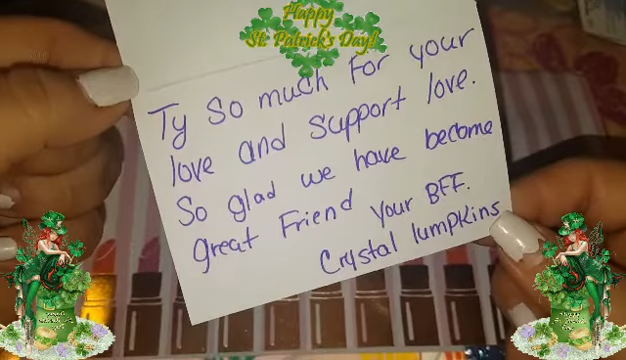 Happy
St. Patrick's Day!
Ty So much For your
love and Support love.
So glad we have become
great Friend your BFF.
Crystal lumpkins